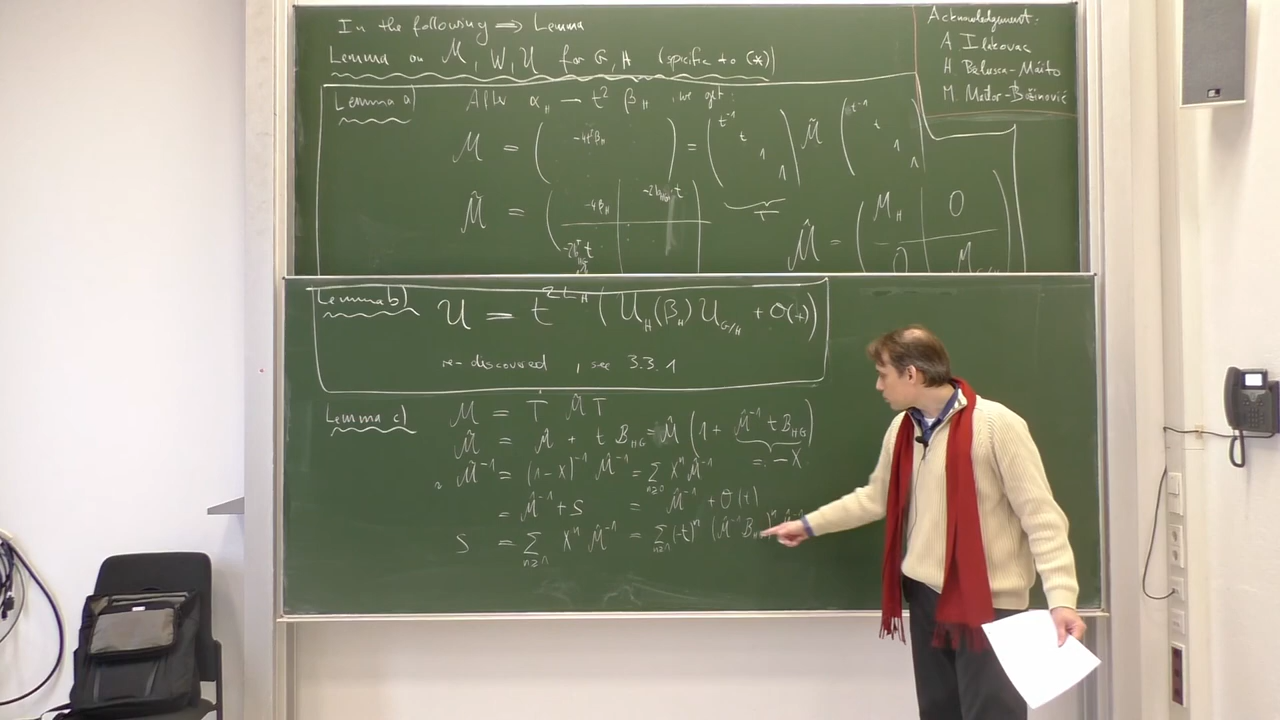 In the following ⟹ Lemma
Lemma on M, W, U for G, H (specific to (*))
Acknowledgement:
A Ilakovac
H. Belusca-Maito
M. Mador-Božinović
Lemma a) After α_H → t² β_H, we get:
M = ( -4t²β_H ) = ( t⁻¹ t 1 1 ) M̃ ( t⁻¹ t 1 1 )
T
M̃ = ( -4β_H | t ) M̂ = ( M_H 0 0 M_G/H )
Lemma b) U = t^{2L_H} ( U_H(β_H) U_{G/H} + O(t) )
re-discovered, see 3.3.1
Lemma c) M = T M̃ T
M̃ = M̂ + t B_HG = M̂ (1 + M̂⁻¹ t B_HG)
=: -X
M̃⁻¹ = (1-X)⁻¹ M̂⁻¹ = Σ_{n≥0} Xⁿ M̂⁻¹
= M̂⁻¹ + S = M̂⁻¹ + O(t)
S = Σ_{n≥1} Xⁿ M̂⁻¹ = Σ_{n≥1} (-t)ⁿ (M̂⁻¹ B_HG)ⁿ M̂⁻¹